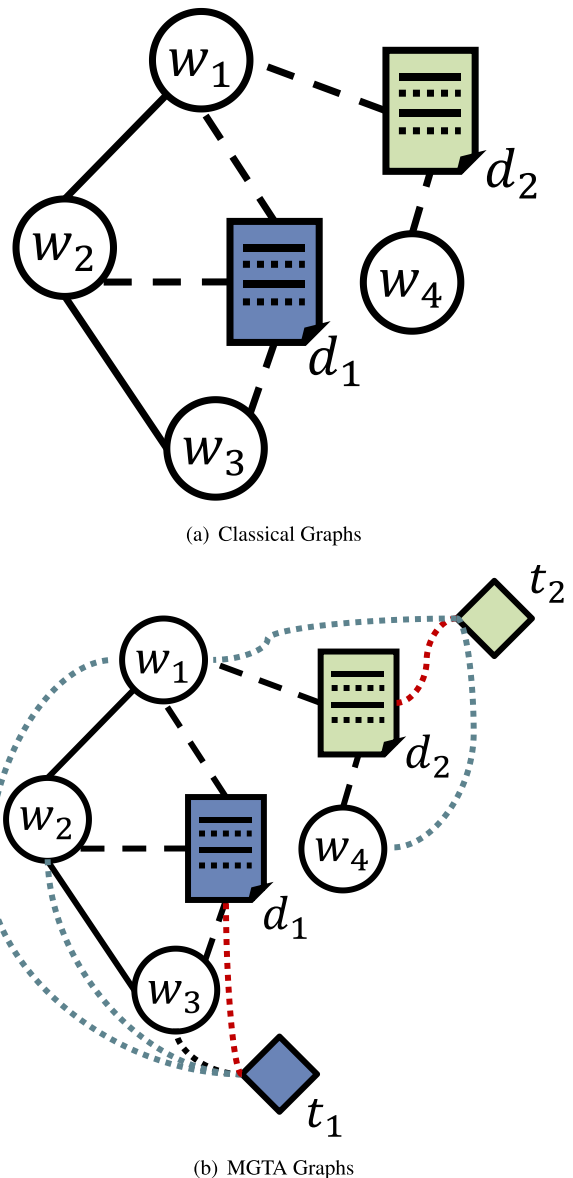 w₁
d₂
w₂
w₄
d₁
w₃
(a) Classical Graphs
t₂
w₁
d₂
w₂
w₄
d₁
w₃
t₁
(b) MGTA Graphs